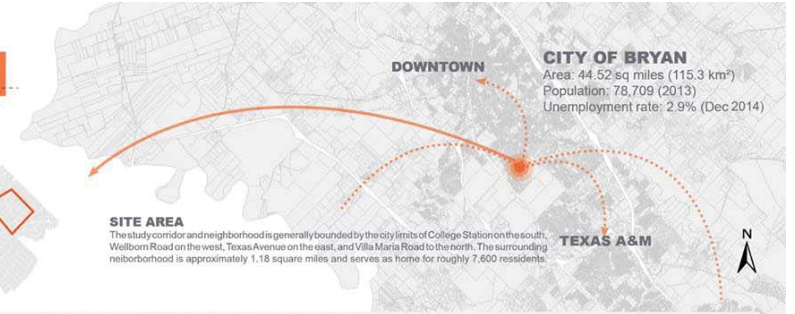 DOWNTOWN
CITY OF BRYAN
Area: 44.52 sq miles (115.3 km²)
Population: 78,709 (2013)
Unemployment rate: 2.9% (Dec 2014)
SITE AREA
The study corridor and neighborhood is generally bounded by the city limits of College Station on the south,
Wellborn Road on the west, Texas Avenue on the east, and Villa Maria Road to the north. The surrounding
neiborborhood is approximately 1.18 square miles and serves as home for roughly 7,600 ressidents.
TEXAS A&M
N